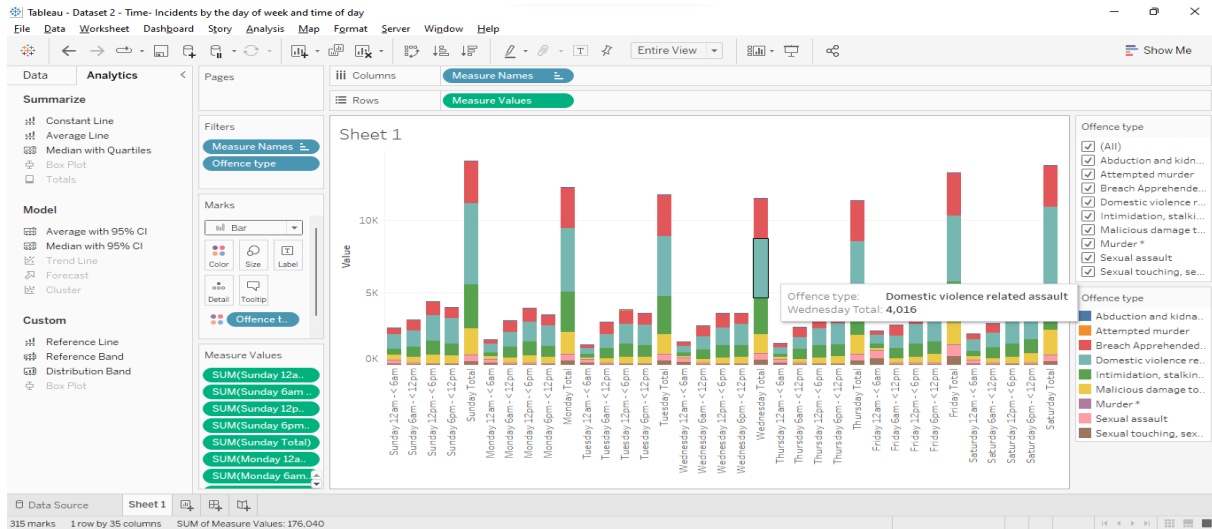 Tableau - Dataset 2 - Time- Incidents by the day of week and time of day
File Data Worksheet Dashboard Story Analysis Map Format Server Window Help
Entire View
Show Me
Data Analytics
Pages
iii Columns Measure Names
Rows Measure Values
Summarize
Constant Line
Average Line
Median with Quartiles
Box Plot
Totals
Model
Average with 95% CI
Median with 95% CI
Trend Line
Forecast
Cluster
Custom
Reference Line
Reference Band
Distribution Band
Box Plot
Filters
Measure Names
Offence type
Marks
Bar
Color Size Label
Detail Tooltip
Offence t..
Measure Values
SUM(Sunday 12a..
SUM(Sunday 6am ..
SUM(Sunday 12p..
SUM(Sunday 6pm..
SUM(Sunday Total)
SUM(Monday 12a..
SUM(Monday 6am..
Sheet 1
Value
10K
5K
0K
Offence type: Domestic violence related assault
Wednesday Total: 4,016
Sunday 12am - < 6am
Sunday 6am - <12pm
Sunday 12pm - < 6pm
Sunday 6pm - <12pm
Sunday Total
Monday 12am - < 6am
Monday 6am - <12pm
Monday 12pm - < 6pm
Monday 6pm - <12pm
Monday Total
Tuesday 12am - < 6am
Tuesday 6am - <12pm
Tuesday 12pm - < 6pm
Tuesday 6pm - <12pm
Tuesday Total
Wednesday 12am - < 6am
Wednesday 6am - <12pm
Wednesday 12pm - < 6pm
Wednesday 6pm - <12pm
Wednesday Total
Thursday 12am - < 6am
Thursday 6am - <12pm
Thursday 12pm - < 6pm
Thursday 6pm - <12pm
Thursday Total
Friday 12am - < 6am
Friday 6am - <12pm
Friday 12pm - < 6pm
Friday 6pm - <12pm
Friday Total
Saturday 12am - < 6am
Saturday 6am - <12pm
Saturday 12pm - < 6pm
Saturday 6pm - <12pm
Saturday Total
Offence type
(All)
Abduction and kidn...
Attempted murder
Breach Apprehende...
Domestic violence r...
Intimidation, stalki...
Malicious damage t...
Murder *
Sexual assault
Sexual touching, se...
Offence type
Abduction and kidna..
Attempted murder
Breach Apprehended..
Domestic violence re..
Intimidation, stalkin..
Malicious damage to..
Murder *
Sexual assault
Sexual touching, sex..
Data Source Sheet 1
315 marks 1 row by 35 columns SUM of Measure Values: 176,040